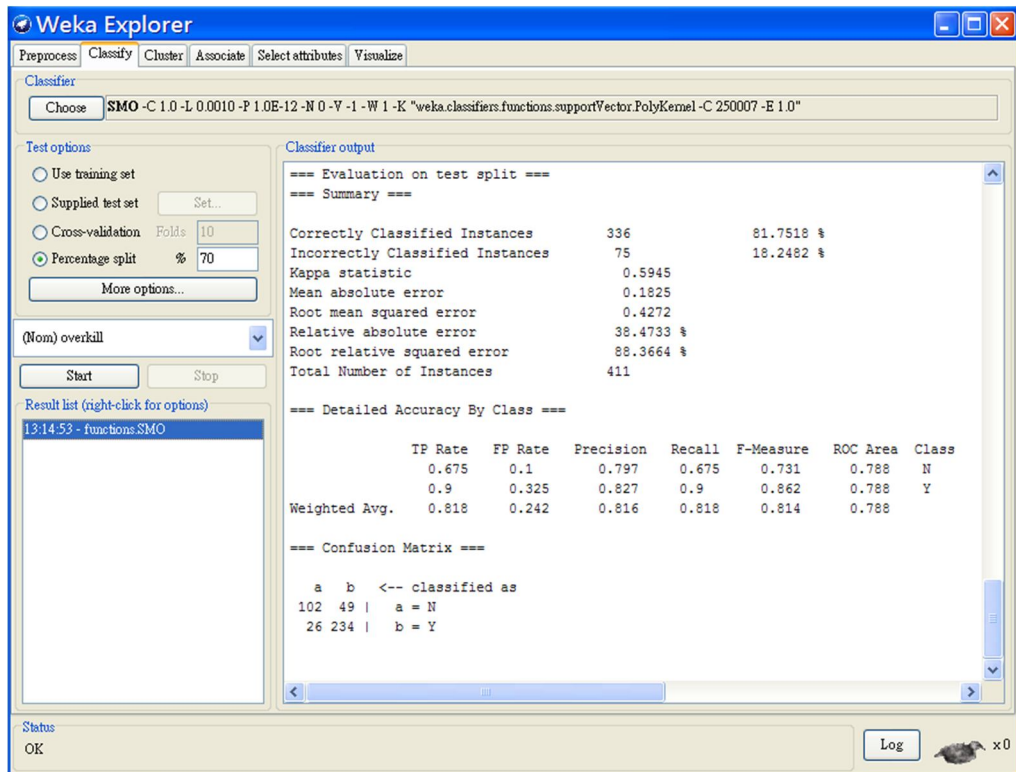 Weka Explorer
Preprocess Classify Cluster Associate Select attributes Visualize
Classifier
Choose SMO -C 1.0 -L 0.0010 -P 1.0E-12 -N 0 -V -1 -W 1 -K "weka.classifiers.functions.supportVector.PolyKernel -C 250007 -E 1.0"
Test options
Use training set
Supplied test set Set...
Cross-validation Folds 10
Percentage split % 70
More options...
(Nom) overkill
Start Stop
Result list (right-click for options)
13:14:53 - functions.SMO
Classifier output
=== Evaluation on test split ===
=== Summary ===
Correctly Classified Instances 336 81.7518 %
Incorrectly Classified Instances 75 18.2482 %
Kappa statistic 0.5945
Mean absolute error 0.1825
Root mean squared error 0.4272
Relative absolute error 38.4733 %
Root relative squared error 88.3664 %
Total Number of Instances 411
=== Detailed Accuracy By Class ===
TP Rate FP Rate Precision Recall F-Measure ROC Area Class
0.675 0.1 0.797 0.675 0.731 0.788 N
0.9 0.325 0.827 0.9 0.862 0.788 Y
Weighted Avg. 0.818 0.242 0.816 0.818 0.814 0.788
=== Confusion Matrix ===
a b <-- classified as
102 49 | a = N
26 234 | b = Y
Status
OK
Log
x 0